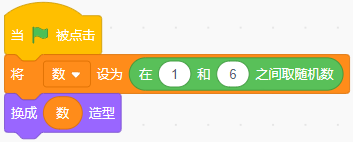 当 被点击
将 数 设为 在 1 和 6 之间取随机数
换成 数 造型